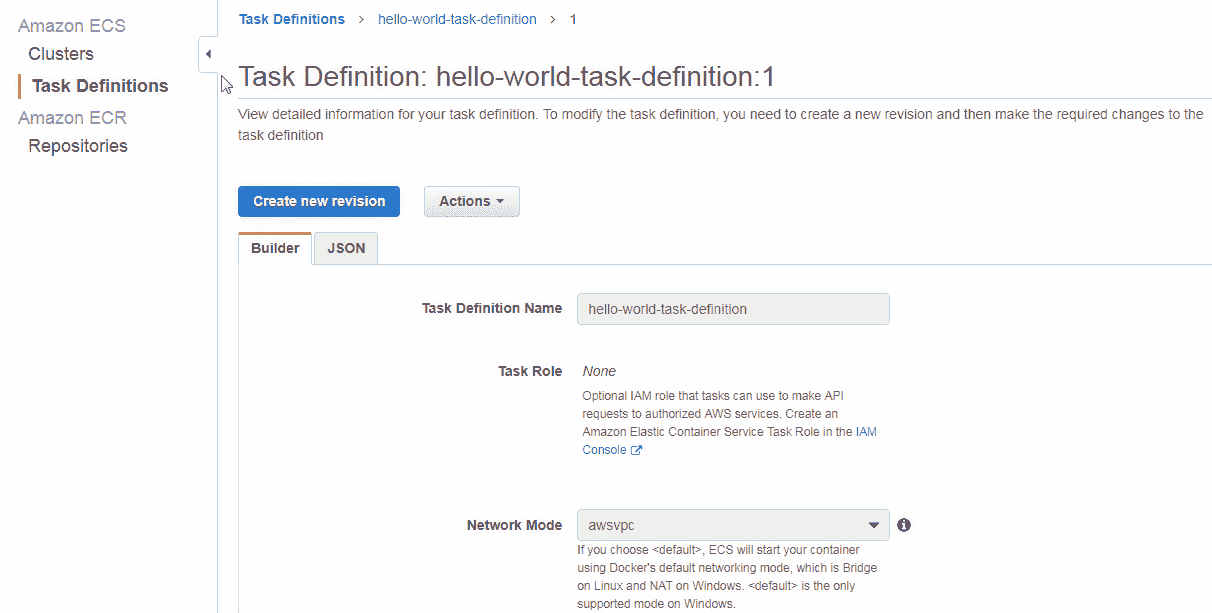 Amazon ECS
Clusters
Task Definitions
Amazon ECR
Repositories
Task Definitions > hello-world-task-definition > 1
Task Definition: hello-world-task-definition:1
View detailed information for your task definition. To modify the task definition, you need to create a new revision and then make the required changes to the
task definition
Create new revision
Actions
Builder
JSON
Task Definition Name
hello-world-task-definition
Task Role
None
Optional IAM role that tasks can use to make API
requests to authorized AWS services. Create an
Amazon Elastic Container Service Task Role in the IAM
Console
Network Mode
awsvpc
If you choose <default>, ECS will start your container
using Docker's default networking mode, which is Bridge
on Linux and NAT on Windows. <default> is the only
supported mode on Windows.